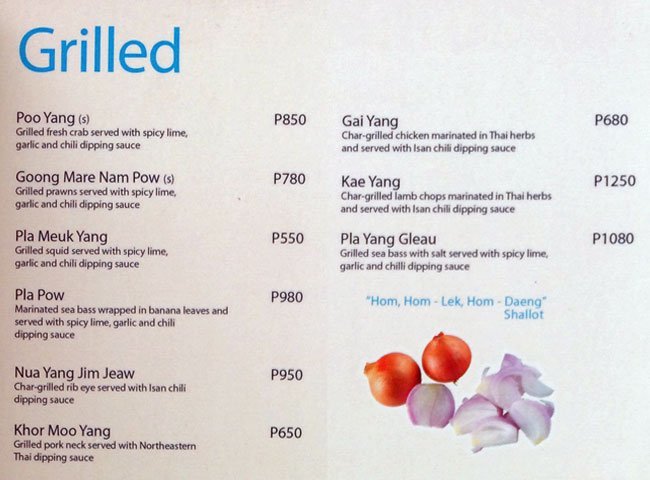 Grilled
Poo Yang (s) P850
Grilled fresh crab served with spicy lime,
garlic and chili dipping sauce
Goong Mare Nam Pow (s) P780
Grilled prawns served with spicy lime,
garlic and chili dipping sauce
Pla Meuk Yang P550
Grilled squid served with spicy lime,
garlic and chili dipping sauce
Pla Pow P980
Marinated sea bass wrapped in banana leaves and
served with spicy lime, garlic and chili
dipping sauce
Nua Yang Jim Jeaw P950
Char-grilled rib eye served with Isan chili
dipping sauce
Khor Moo Yang P650
Grilled pork neck served with Northeastern
Thai dipping sauce
Gai Yang P680
Char-grilled chicken marinated in Thai herbs
and served with Isan chili dipping sauce
Kae Yang P1250
Char-grilled lamb chops marinated in Thai herbs
and served with Isan chili dipping sauce
Pla Yang Gleau P1080
Grilled sea bass with salt served with spicy lime,
garlic and chilli dipping sauce
"Hom, Hom - Lek, Hom - Daeng"
Shallot